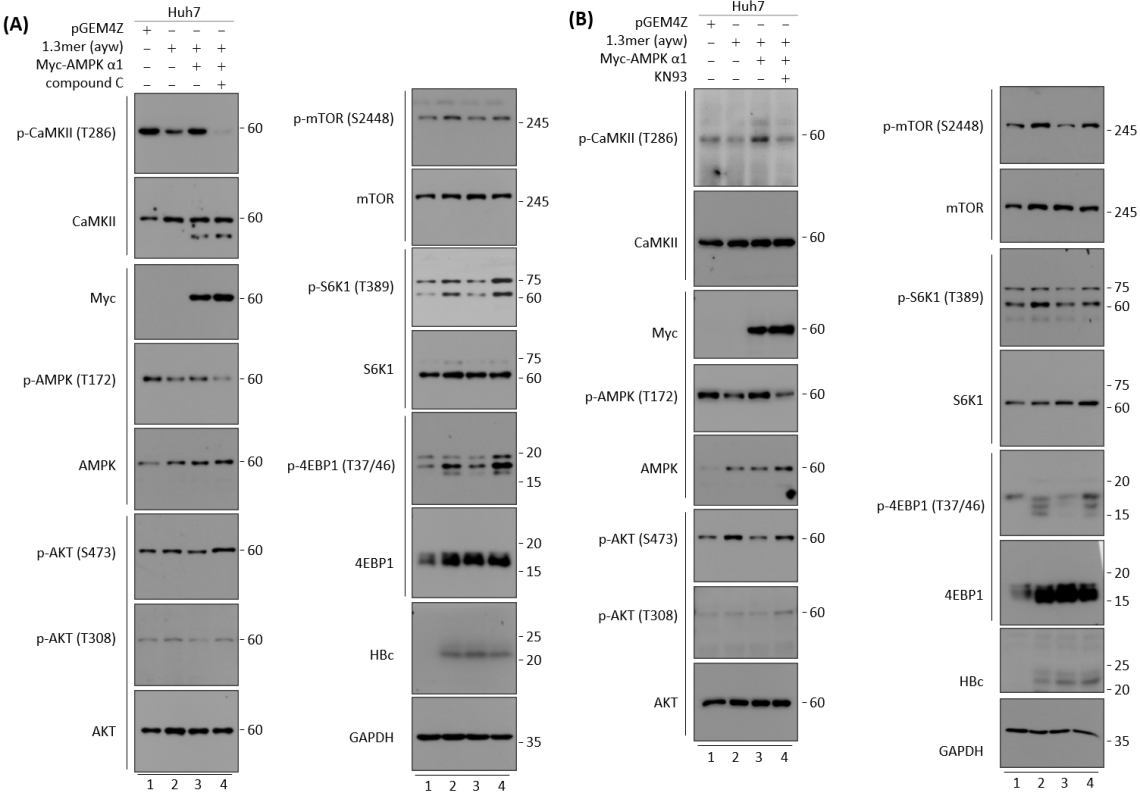 (A)
Huh7
pGEM4Z + – – –
1.3mer (ayw) – + + +
Myc-AMPK α1 – – + +
compound C – – – +
p-CaMKII (T286) - 60
CaMKII - 60
Myc - 60
p-AMPK (T172) - 60
AMPK - 60
p-AKT (S473) - 60
p-AKT (T308) - 60
AKT - 60
1 2 3 4
p-mTOR (S2448) - 245
mTOR - 245
p-S6K1 (T389) - 75
- 60
S6K1 - 75
- 60
p-4EBP1 (T37/46) - 20
- 15
4EBP1 - 20
- 15
HBc - 25
- 20
GAPDH - 35
1 2 3 4
(B)
Huh7
pGEM4Z + – – –
1.3mer (ayw) – + + +
Myc-AMPK α1 – – + +
KN93 – – – +
p-CaMKII (T286) - 60
CaMKII - 60
Myc - 60
p-AMPK (T172) - 60
AMPK - 60
p-AKT (S473) - 60
p-AKT (T308) - 60
AKT - 60
1 2 3 4
p-mTOR (S2448) - 245
mTOR - 245
p-S6K1 (T389) - 75
- 60
S6K1 - 75
- 60
p-4EBP1 (T37/46) - 20
- 15
4EBP1 - 20
- 15
HBc - 25
- 20
GAPDH - 35
1 2 3 4